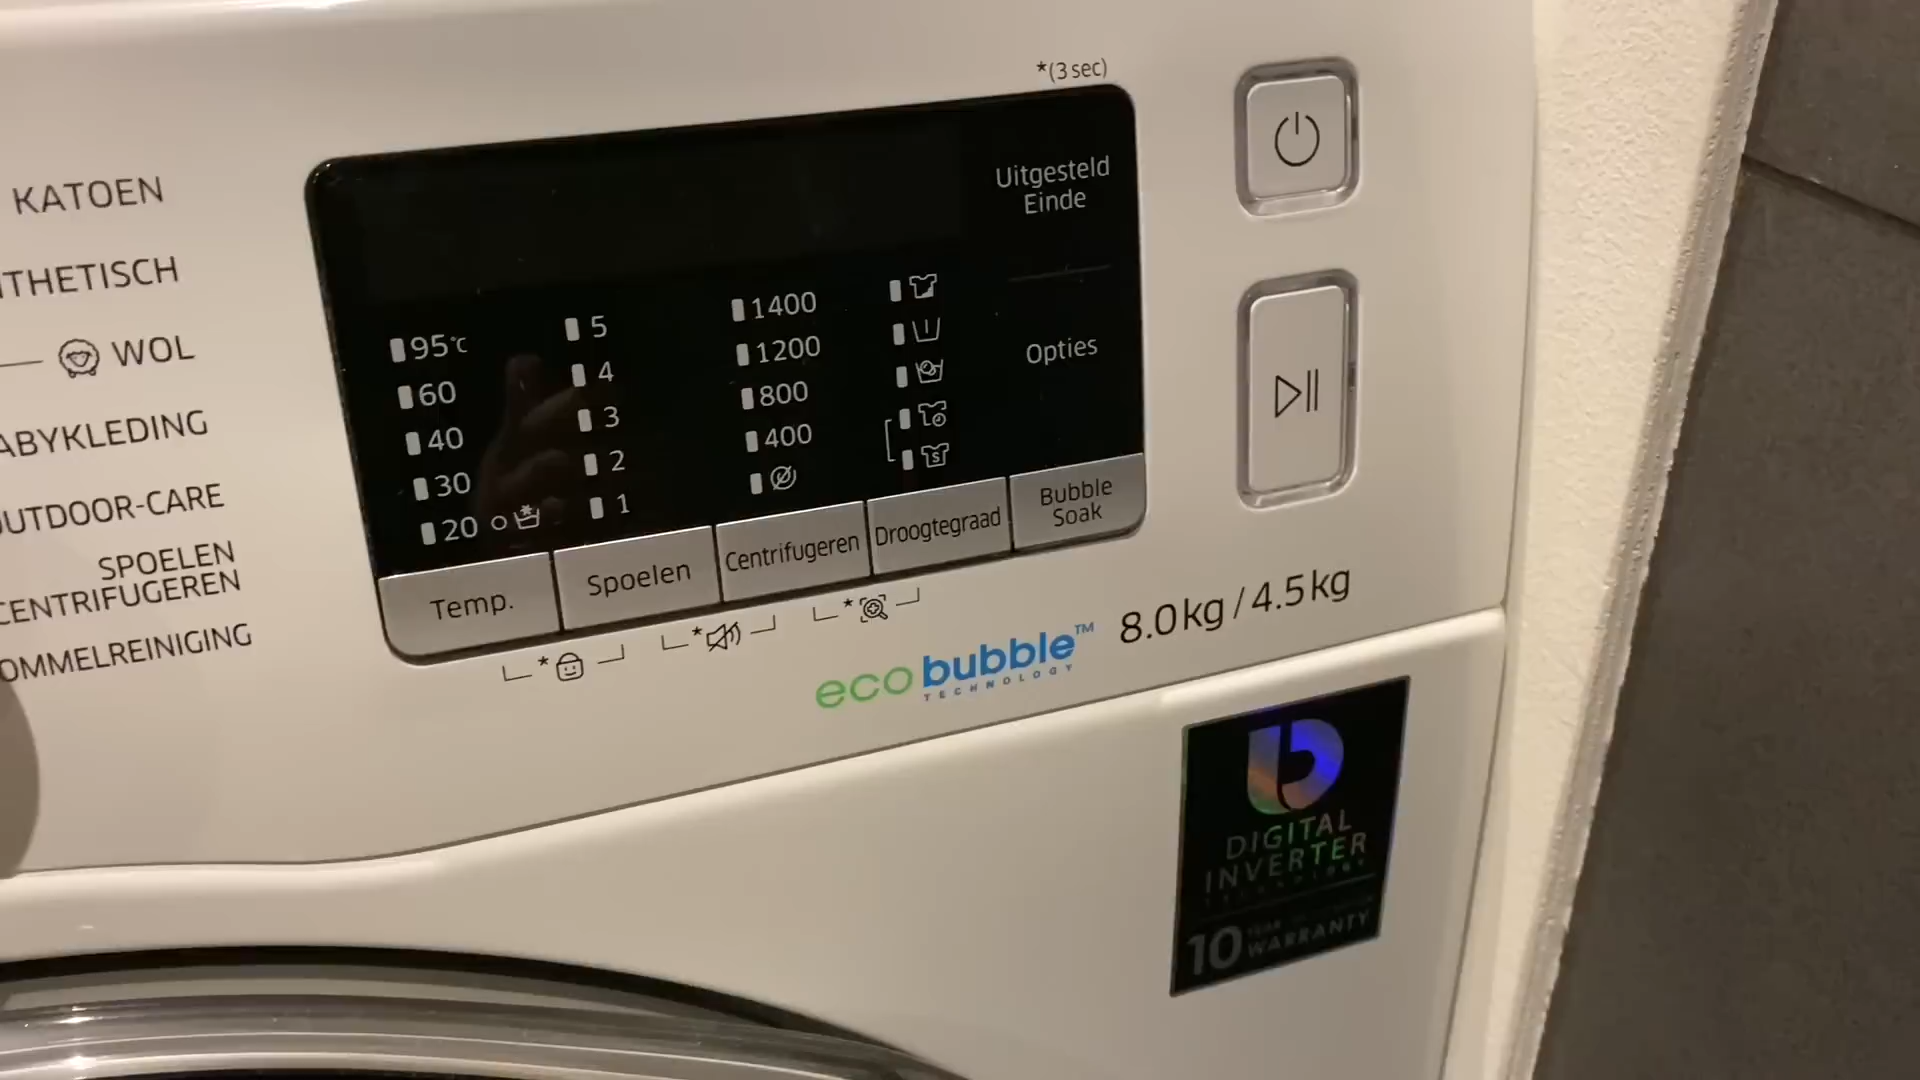 *(3 sec)
Uitgesteld
Einde
Opties
KATOEN
THETISCH
WOL
ABYKLEDING
OUTDOOR-CARE
SPOELEN
CENTRIFUGEREN
OMMELREINIGING
95°C
60
40
30
20
5
4
3
2
1
1400
1200
800
400
Temp.
Spoelen
Centrifugeren
Droogtegraad
Bubble
Soak
*
*
*
eco bubble™
TECHNOLOGY
8.0kg/4.5kg
DIGITAL
INVERTER
10 YEAR
WARRANTY